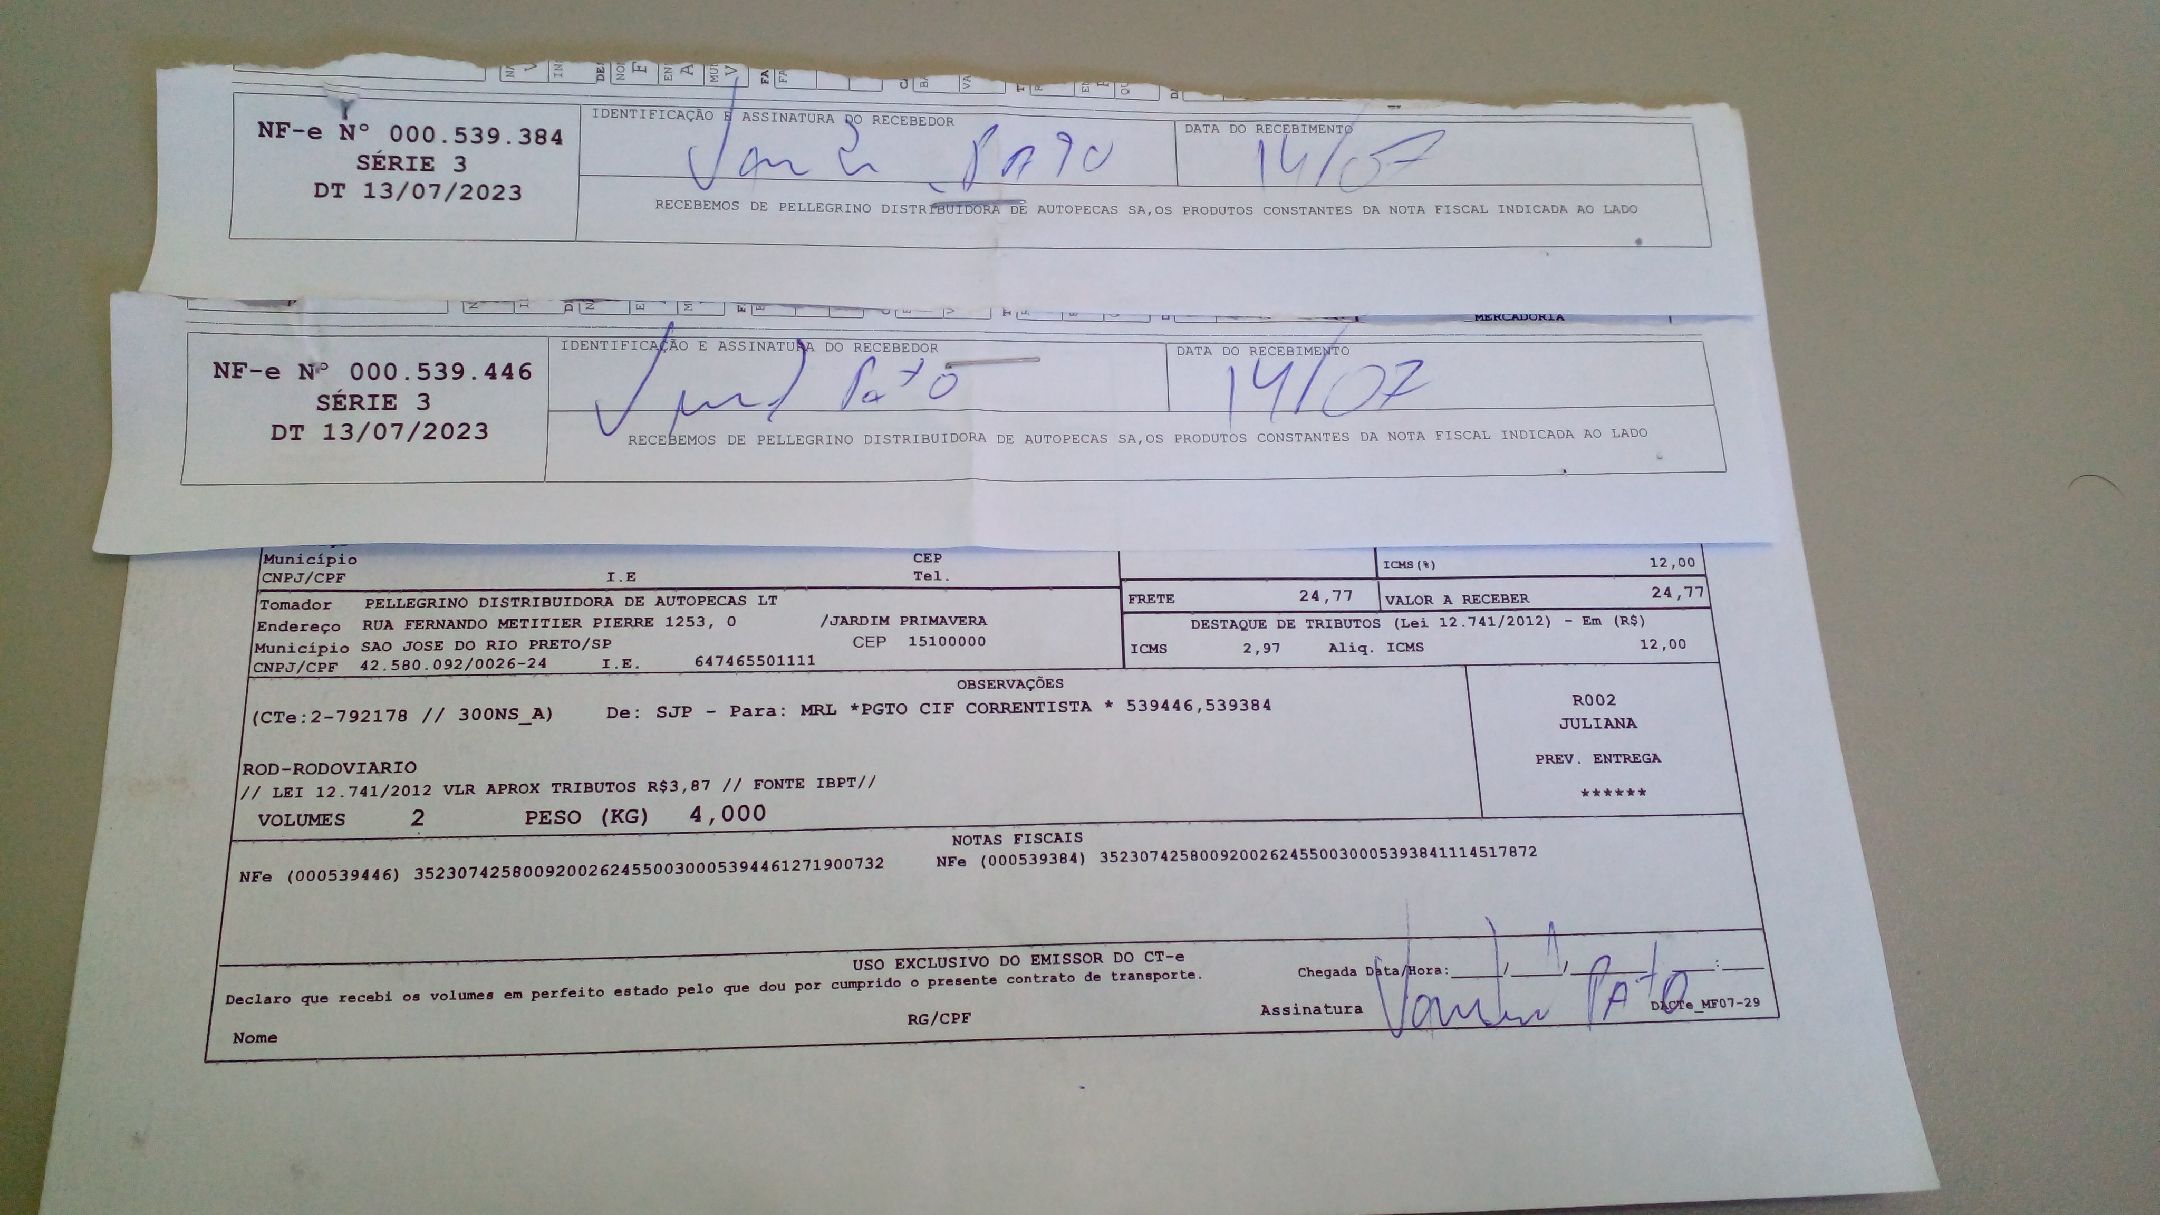 NF-e Nº 000.539.384
SÉRIE 3
DT 13/07/2023
IDENTIFICAÇÃO E ASSINATURA DO RECEBEDOR
Pato
DATA DO RECEBIMENTO
14/07
RECEBEMOS DE PELLEGRINO DISTRIBUIDORA DE AUTOPECAS SA,OS PRODUTOS CONSTANTES DA NOTA FISCAL INDICADA AO LADO
MERCADORIA
NF-e Nº 000.539.446
SÉRIE 3
DT 13/07/2023
IDENTIFICAÇÃO E ASSINATURA DO RECEBEDOR
Pato
DATA DO RECEBIMENTO
14/07
RECEBEMOS DE PELLEGRINO DISTRIBUIDORA DE AUTOPECAS SA,OS PRODUTOS CONSTANTES DA NOTA FISCAL INDICADA AO LADO
Município CEP
CNPJ/CPF I.E Tel.
ICMS(%) 12,00
Tomador PELLEGRINO DISTRIBUIDORA DE AUTOPECAS LT
Endereço RUA FERNANDO METITIER PIERRE 1253, 0 /JARDIM PRIMAVERA
Município SAO JOSE DO RIO PRETO/SP CEP 15100000
CNPJ/CPF 42.580.092/0026-24 I.E. 647465501111
FRETE 24,77 VALOR A RECEBER 24,77
DESTAQUE DE TRIBUTOS (Lei 12.741/2012) - Em (R$)
ICMS 2,97 Aliq. ICMS 12,00
OBSERVAÇÕES
(CTe:2-792178 // 300NS_A) De: SJP - Para: MRL *PGTO CIF CORRENTISTA * 539446,539384
ROD-RODOVIARIO
// LEI 12.741/2012 VLR APROX TRIBUTOS R$3,87 // FONTE IBPT//
VOLUMES 2 PESO (KG) 4,000
R002
JULIANA
PREV. ENTREGA
******
NOTAS FISCAIS
NFe (000539446) 35230742580092002624550030005394461271900732 NFe (000539384) 35230742580092002624550030005393841114517872
USO EXCLUSIVO DO EMISSOR DO CT-e
Declaro que recebi os volumes em perfeito estado pelo que dou por cumprido o presente contrato de transporte.
Chegada Data/Hora:____/____/____ ____:____
Nome RG/CPF Assinatura Pato
DACTe_MF07-29